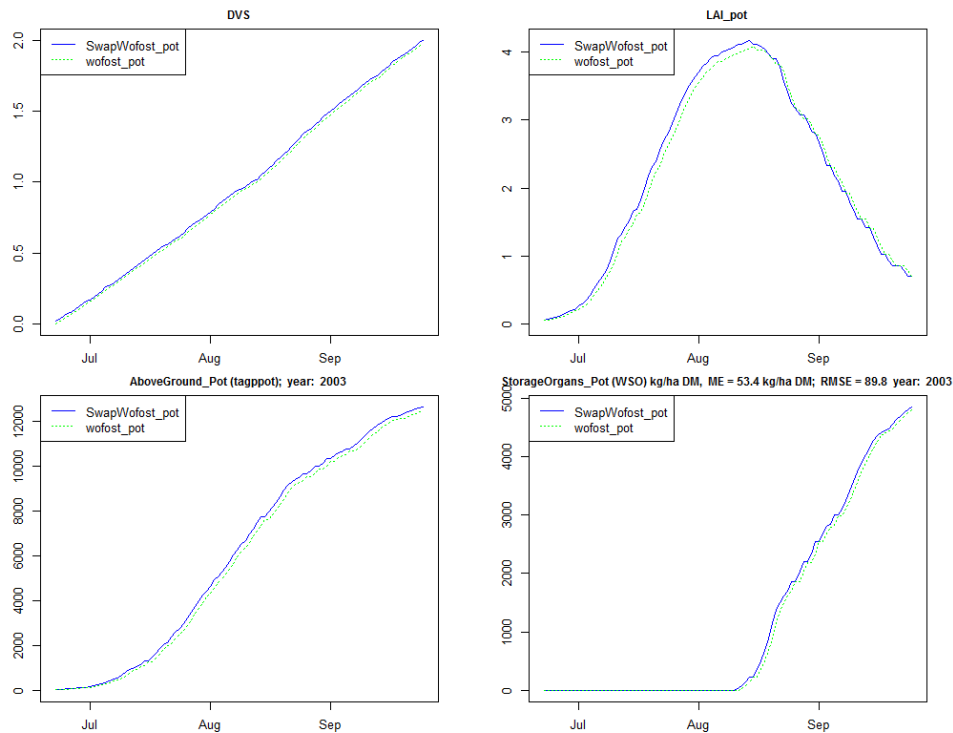 DVS
SwapWofost_pot
wofost_pot
2.0
1.5
1.0
0.5
0.0
Jul
Aug
Sep
LAI_pot
SwapWofost_pot
wofost_pot
4
3
2
1
0
Jul
Aug
Sep
AboveGround_Pot (tagppot); year: 2003
SwapWofost_pot
wofost_pot
12000
10000
8000
6000
4000
2000
0
Jul
Aug
Sep
StorageOrgans_Pot (WSO) kg/ha DM, ME = 53.4 kg/ha DM; RMSE = 89.8 year: 2003
SwapWofost_pot
wofost_pot
5000
4000
3000
2000
1000
0
Jul
Aug
Sep